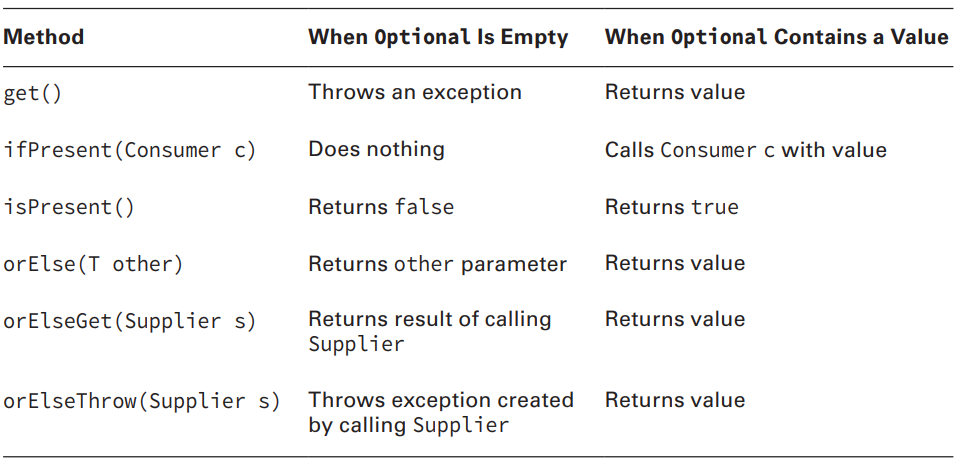 Method When Optional Is Empty When Optional Contains a Value
get() Throws an exception Returns value
ifPresent(Consumer c) Does nothing Calls Consumer c with value
isPresent() Returns false Returns true
orElse(T other) Returns other parameter Returns value
orElseGet(Supplier s) Returns result of calling Returns value
Supplier
orElseThrow(Supplier s) Throws exception created Returns value
by calling Supplier